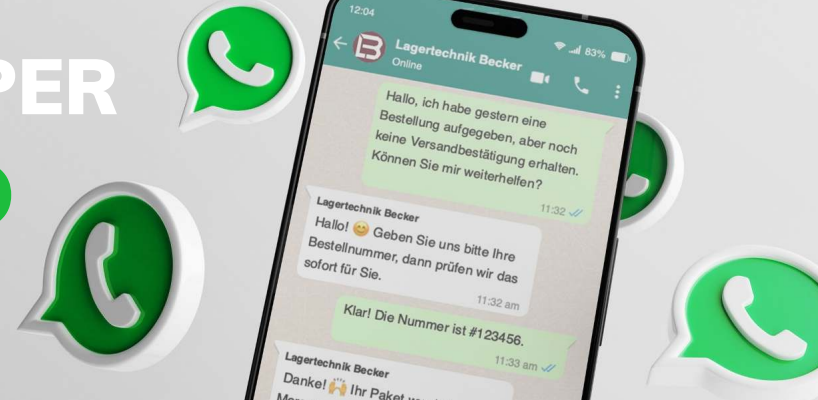 PER
12:04
83%
B
Lagertechnik Becker
Online
Hallo, ich habe gestern eine
Bestellung aufgegeben, aber noch
keine Versandbestätigung erhalten.
Können Sie mir weiterhelfen?
11:32
Lagertechnik Becker
Hallo! 😊 Geben Sie uns bitte Ihre
Bestellnummer, dann prüfen wir das
sofort für Sie.
11:32 am
Klar! Die Nummer ist #123456.
11:33 am
Lagertechnik Becker
Danke! 🙌 Ihr Paket